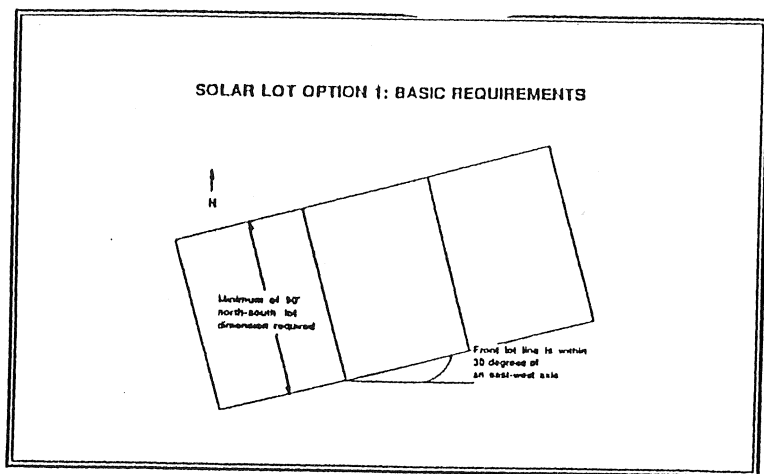 SOLAR LOT OPTION 1: BASIC REQUIREMENTS
N
Minimum of 90'
north-south lot
dimension required
Front lot line is within
30 degrees of
an east-west axis